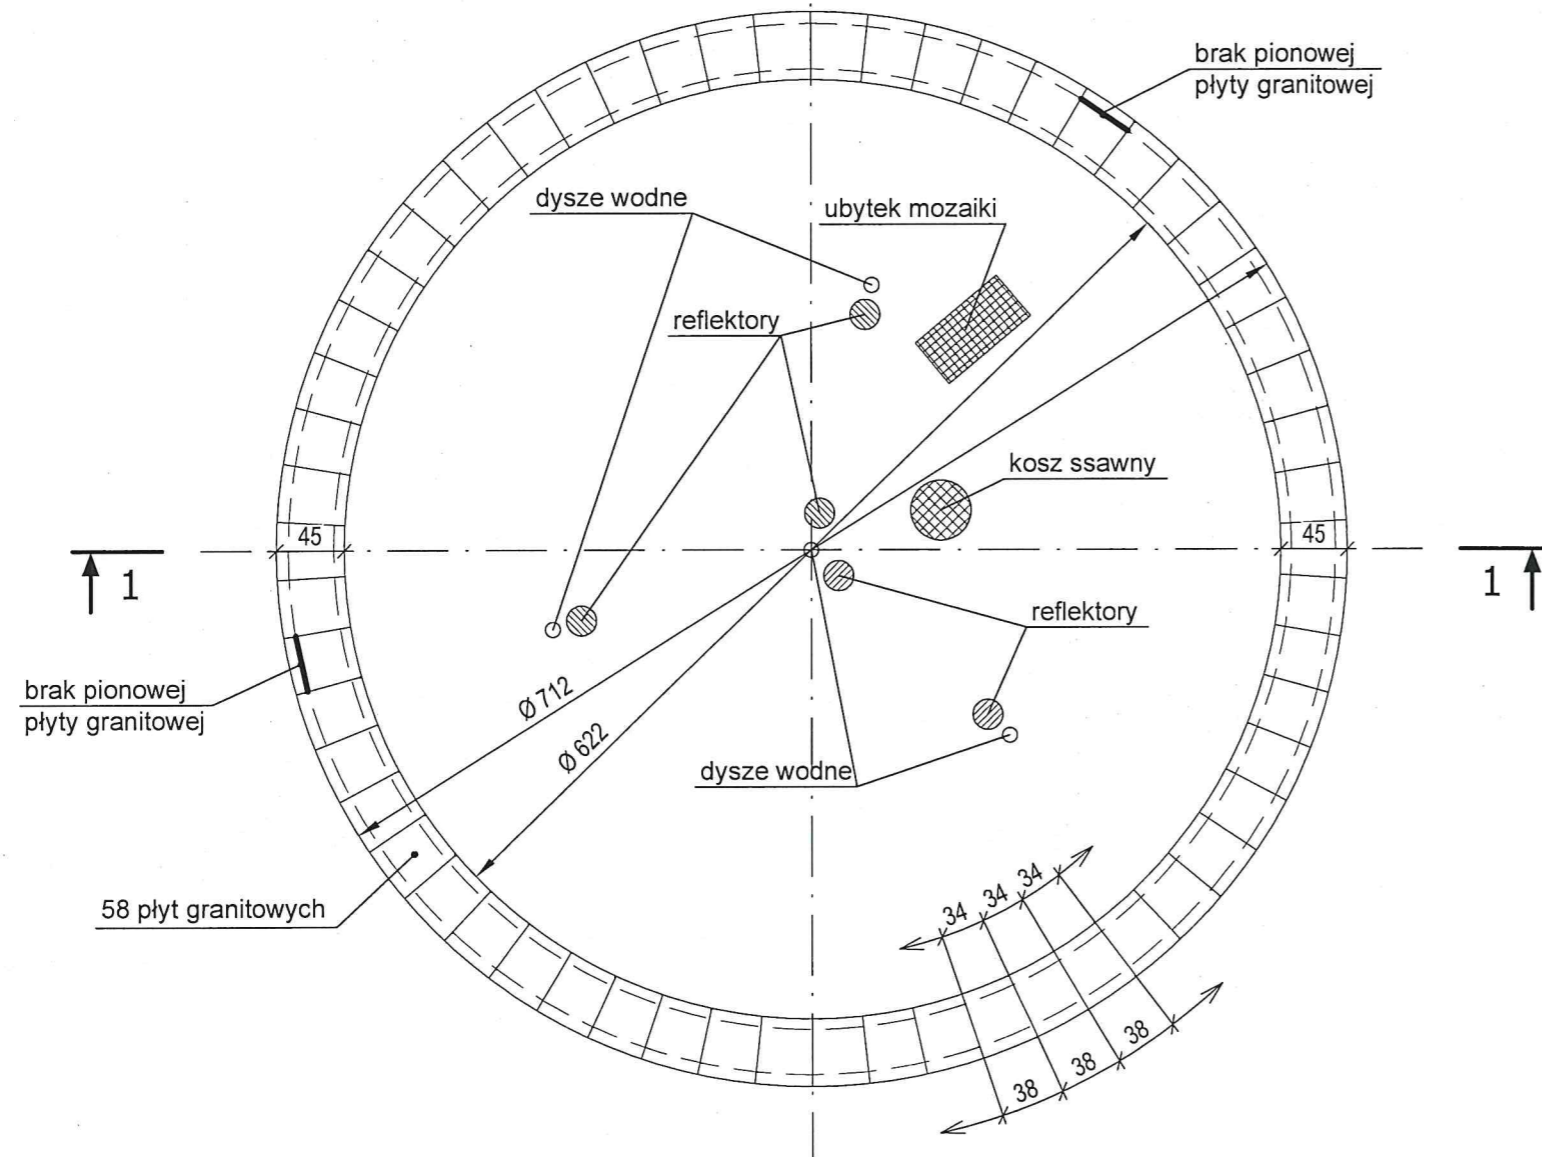 brak pionowej
płyty granitowej
dysze wodne
ubytek mozaiki
reflektory
kosz ssawny
45
45
1
1
reflektory
brak pionowej
płyty granitowej
Ø 712
Ø 622
dysze wodne
58 płyt granitowych
34
34
34
38
38
38